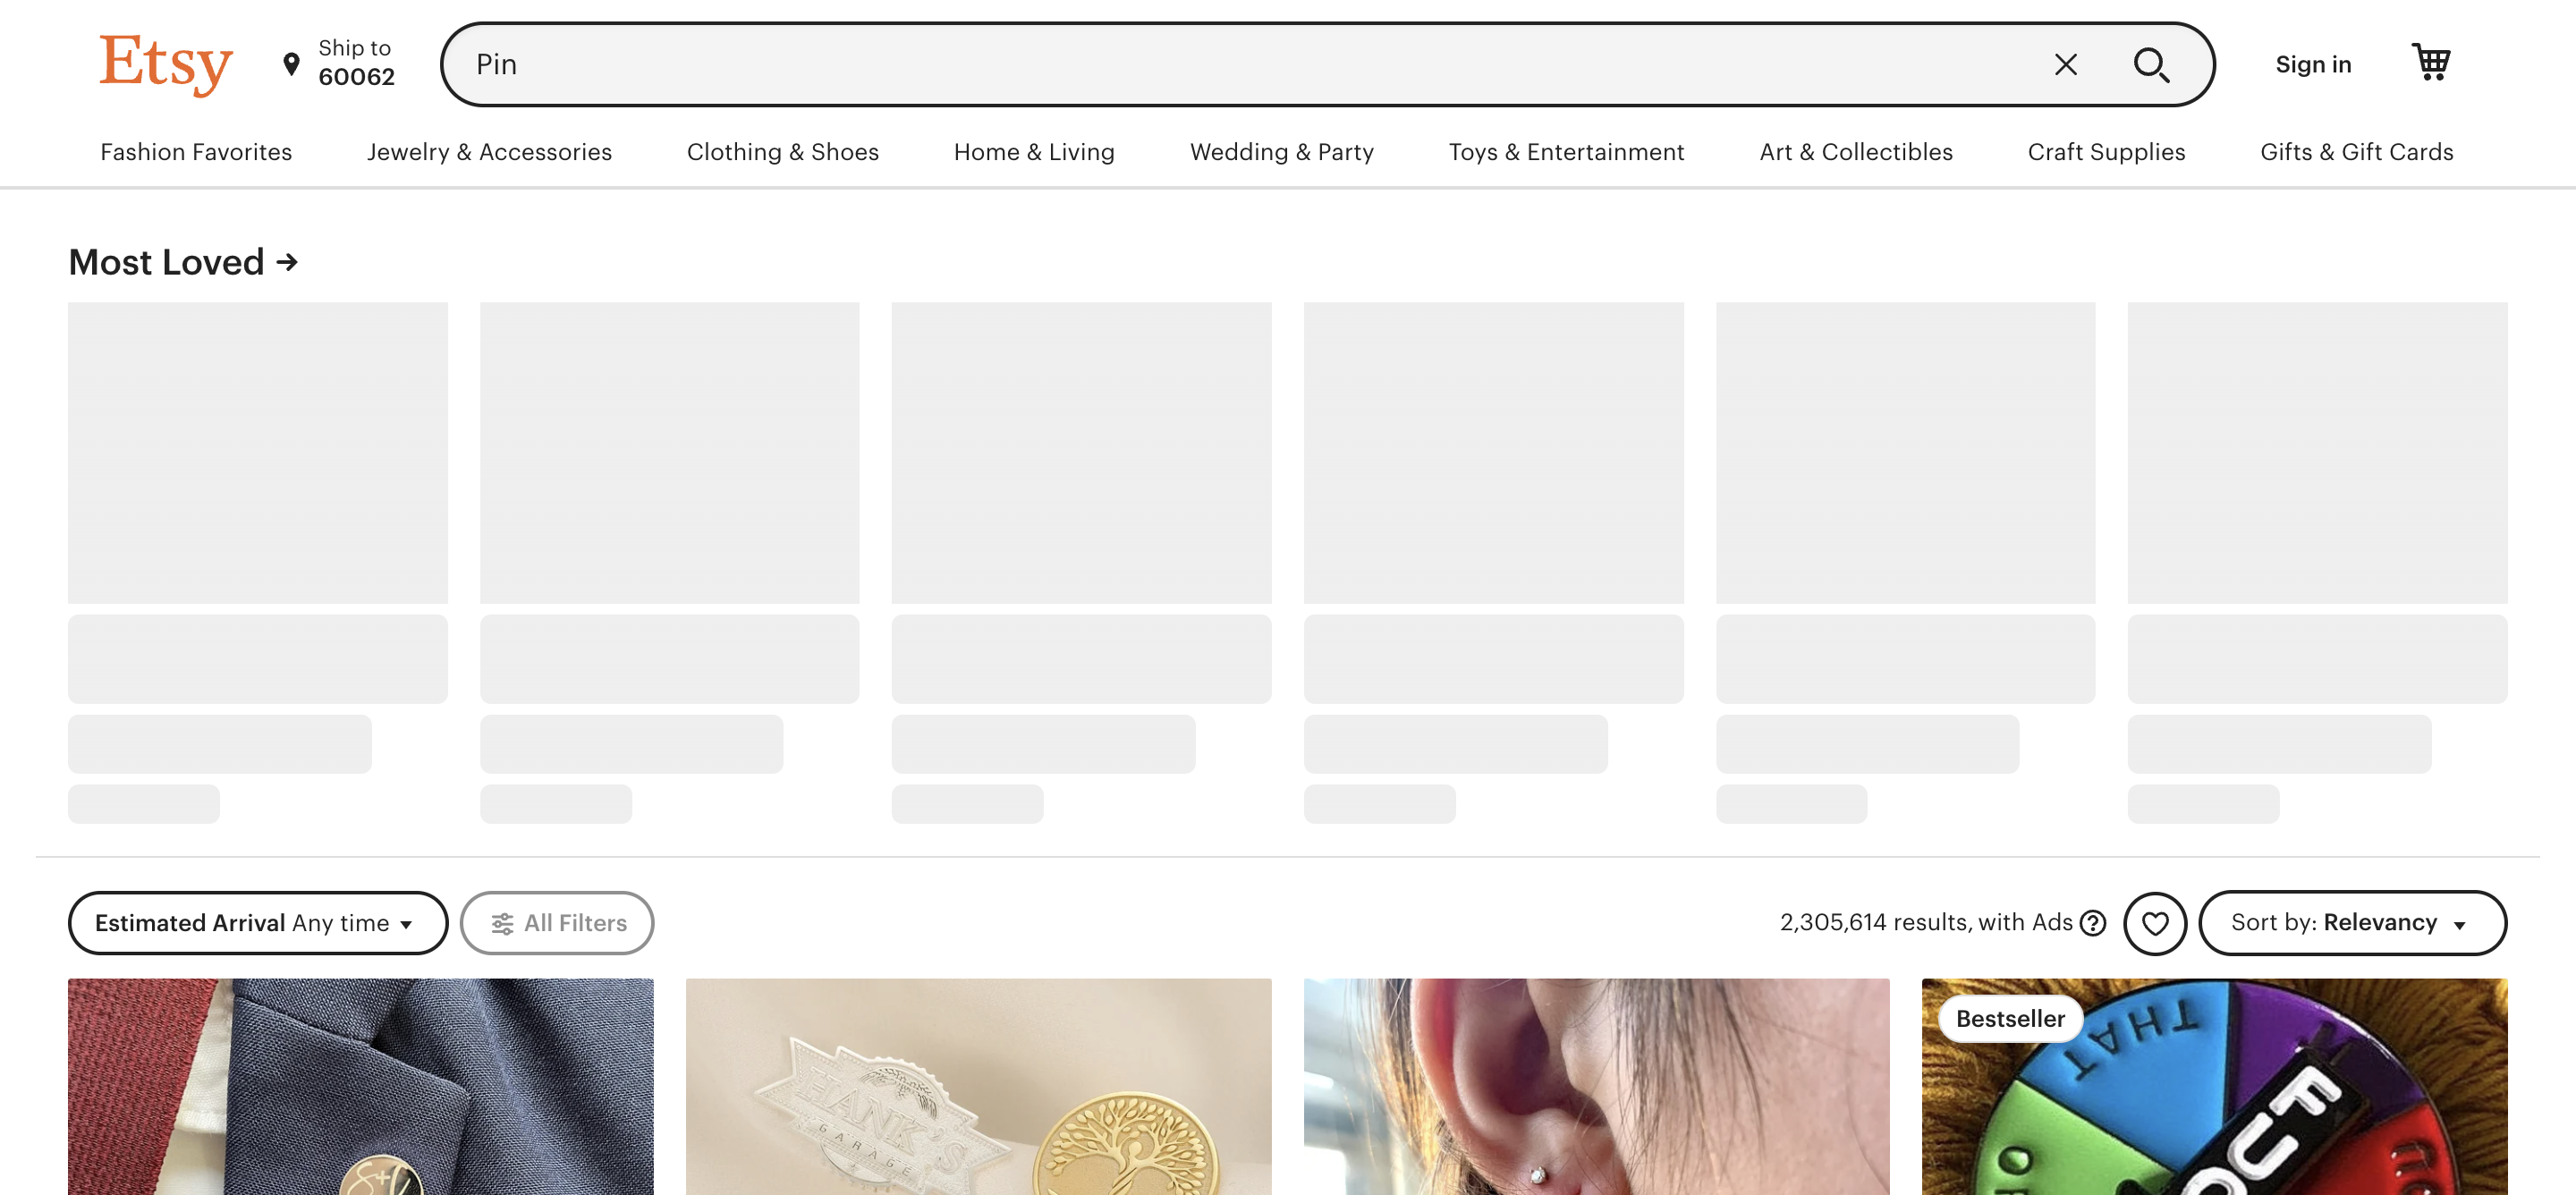 Etsy
Ship to
60062
Pin
Sign in
Fashion Favorites
Jewelry & Accessories
Clothing & Shoes
Home & Living
Wedding & Party
Toys & Entertainment
Art & Collectibles
Craft Supplies
Gifts & Gift Cards
Most Loved
Estimated Arrival Any time
All Filters
2,305,614 results, with Ads
Sort by: Relevancy
HANK'S
GARAGE
Bestseller
THAT
FU